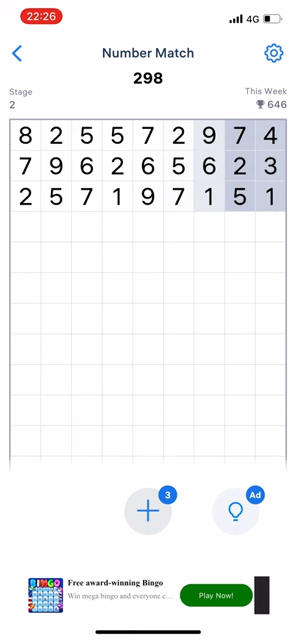 22:26
4G
Number Match
298
Stage
2
This Week
646
8 2 5 5 7 2 9 7 4
7 9 6 2 6 5 6 2 3
2 5 7 1 9 7 1 5 1
3
Ad
BINGO
Free award-winning Bingo
Win mega bingo and everyone c...
Play Now!